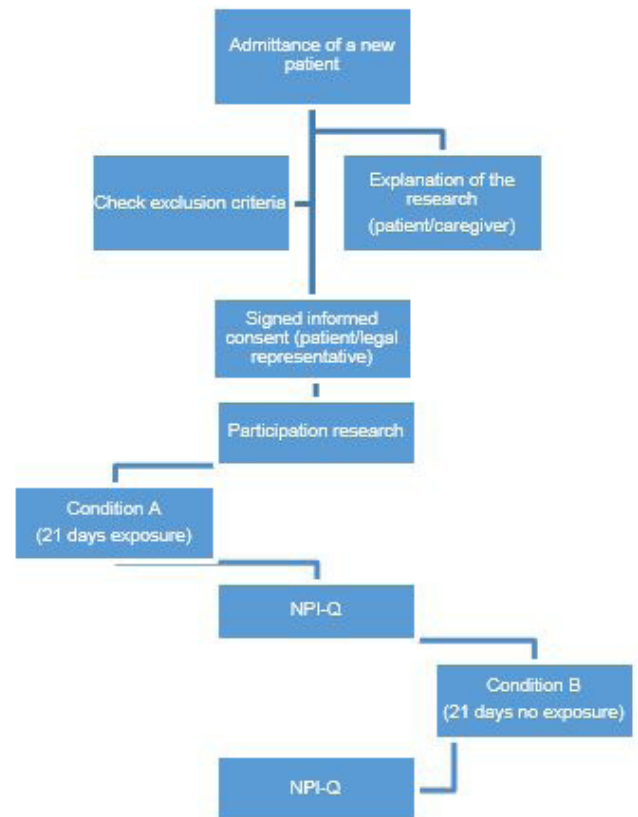 Admittance of a new
patient
Check exclusion criteria
Explanation of the
research
(patient/caregiver)
Signed informed
consent (patient/legal
representative)
Participation research
Condition A
(21 days exposure)
NPI-Q
Condition B
(21 days no exposure)
NPI-Q